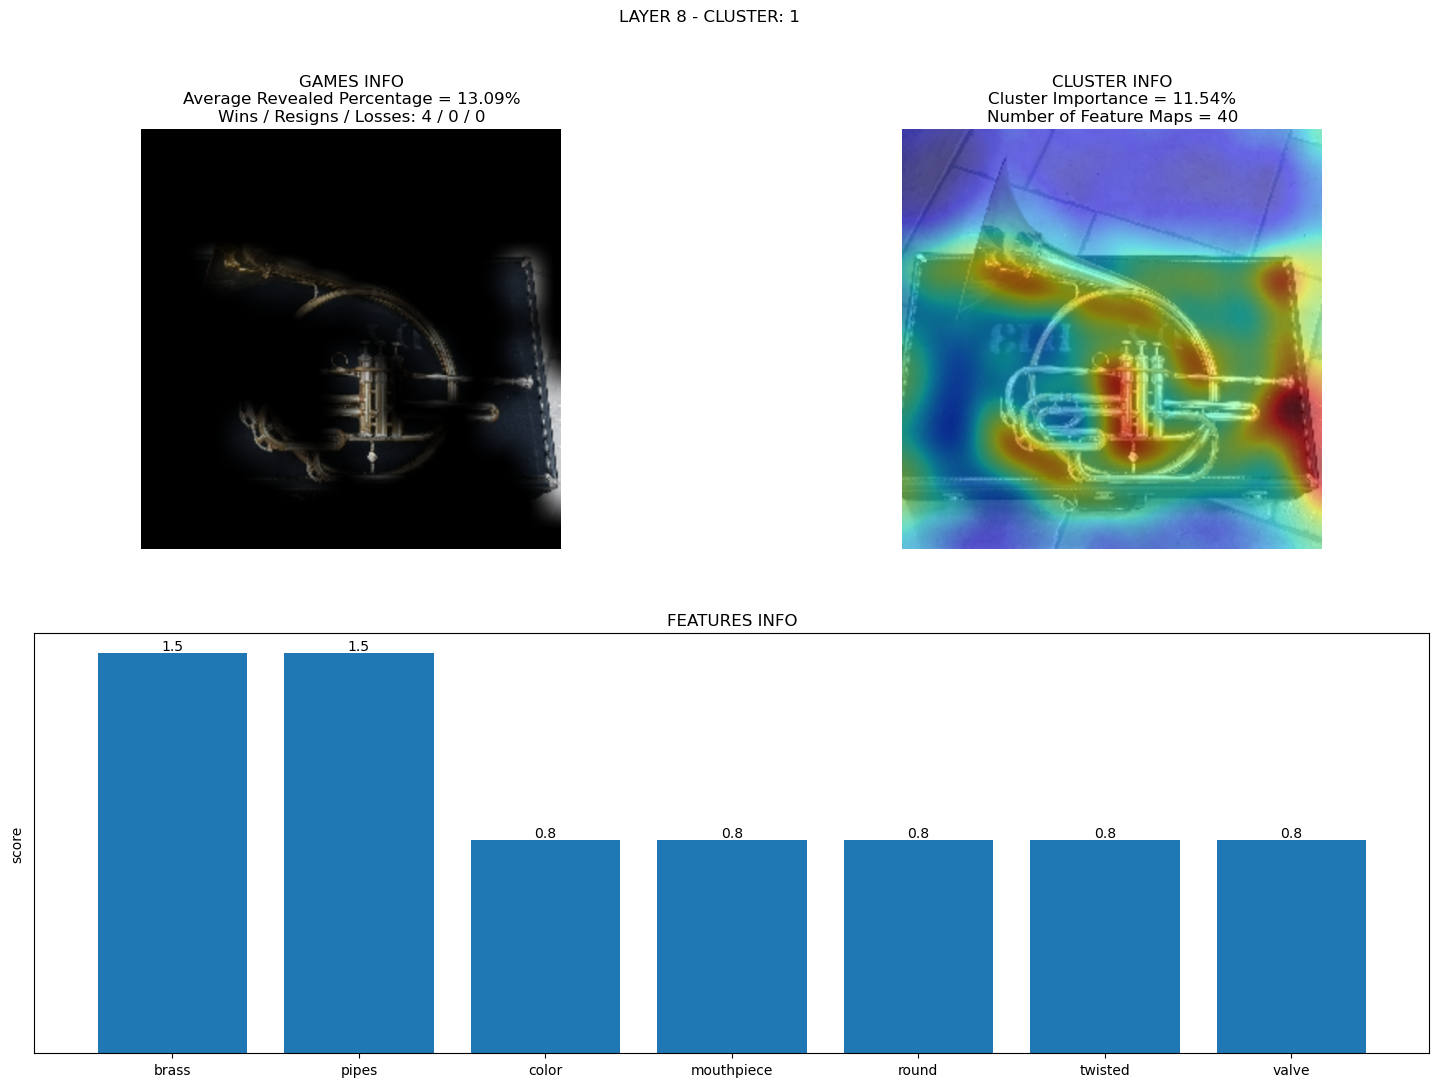 LAYER 8 - CLUSTER: 1
GAMES INFO
Average Revealed Percentage = 13.09%
Wins / Resigns / Losses: 4 / 0 / 0
CLUSTER INFO
Cluster Importance = 11.54%
Number of Feature Maps = 40
FEATURES INFO
score
1.5
1.5
0.8
0.8
0.8
0.8
0.8
brass
pipes
color
mouthpiece
round
twisted
valve